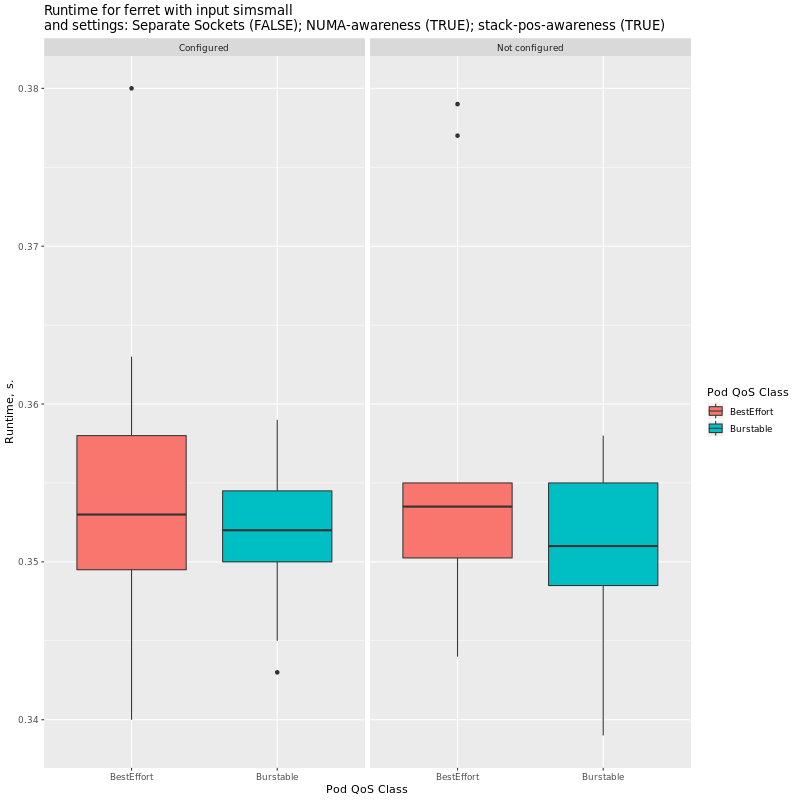 Runtime for ferret with input simsmall
and settings: Separate Sockets (FALSE); NUMA-awareness (TRUE); stack-pos-awareness (TRUE)
Configured
Not configured
0.38
0.37
0.36
0.35
0.34
Runtime, s.
BestEffort
Burstable
BestEffort
Burstable
Pod QoS Class
Pod QoS Class
BestEffort
Burstable